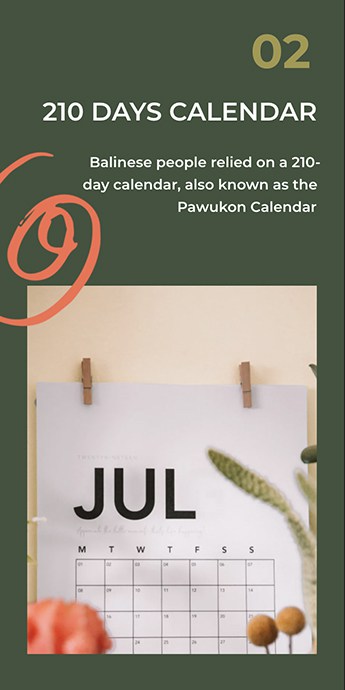 02
210 DAYS CALENDAR
Balinese people relied on a 210-
day calendar, also known as the
Pawukon Calendar
JUL
M T W T F S S